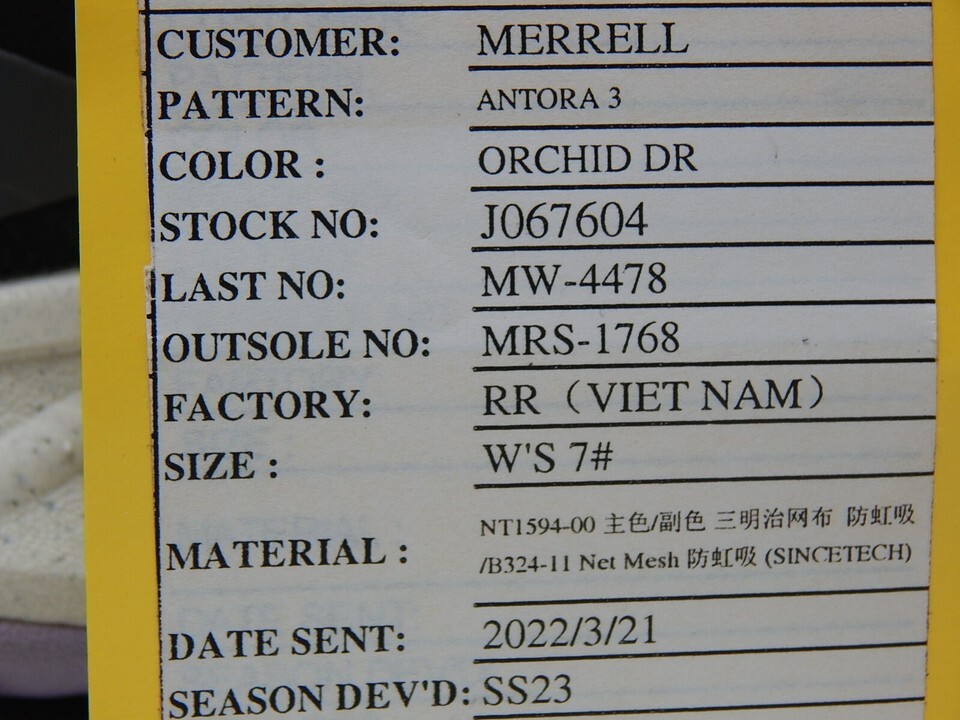 CUSTOMER: MERRELL
PATTERN: ANTORA 3
COLOR : ORCHID DR
STOCK NO: J067604
LAST NO: MW-4478
OUTSOLE NO: MRS-1768
FACTORY: RR（VIET NAM）
SIZE : W'S 7#
MATERIAL : NT1594-00 主色/副色 三明治网布 防虹吸
/B324-11 Net Mesh 防虹吸 (SINCETECH)
DATE SENT: 2022/3/21
SEASON DEV'D: SS23